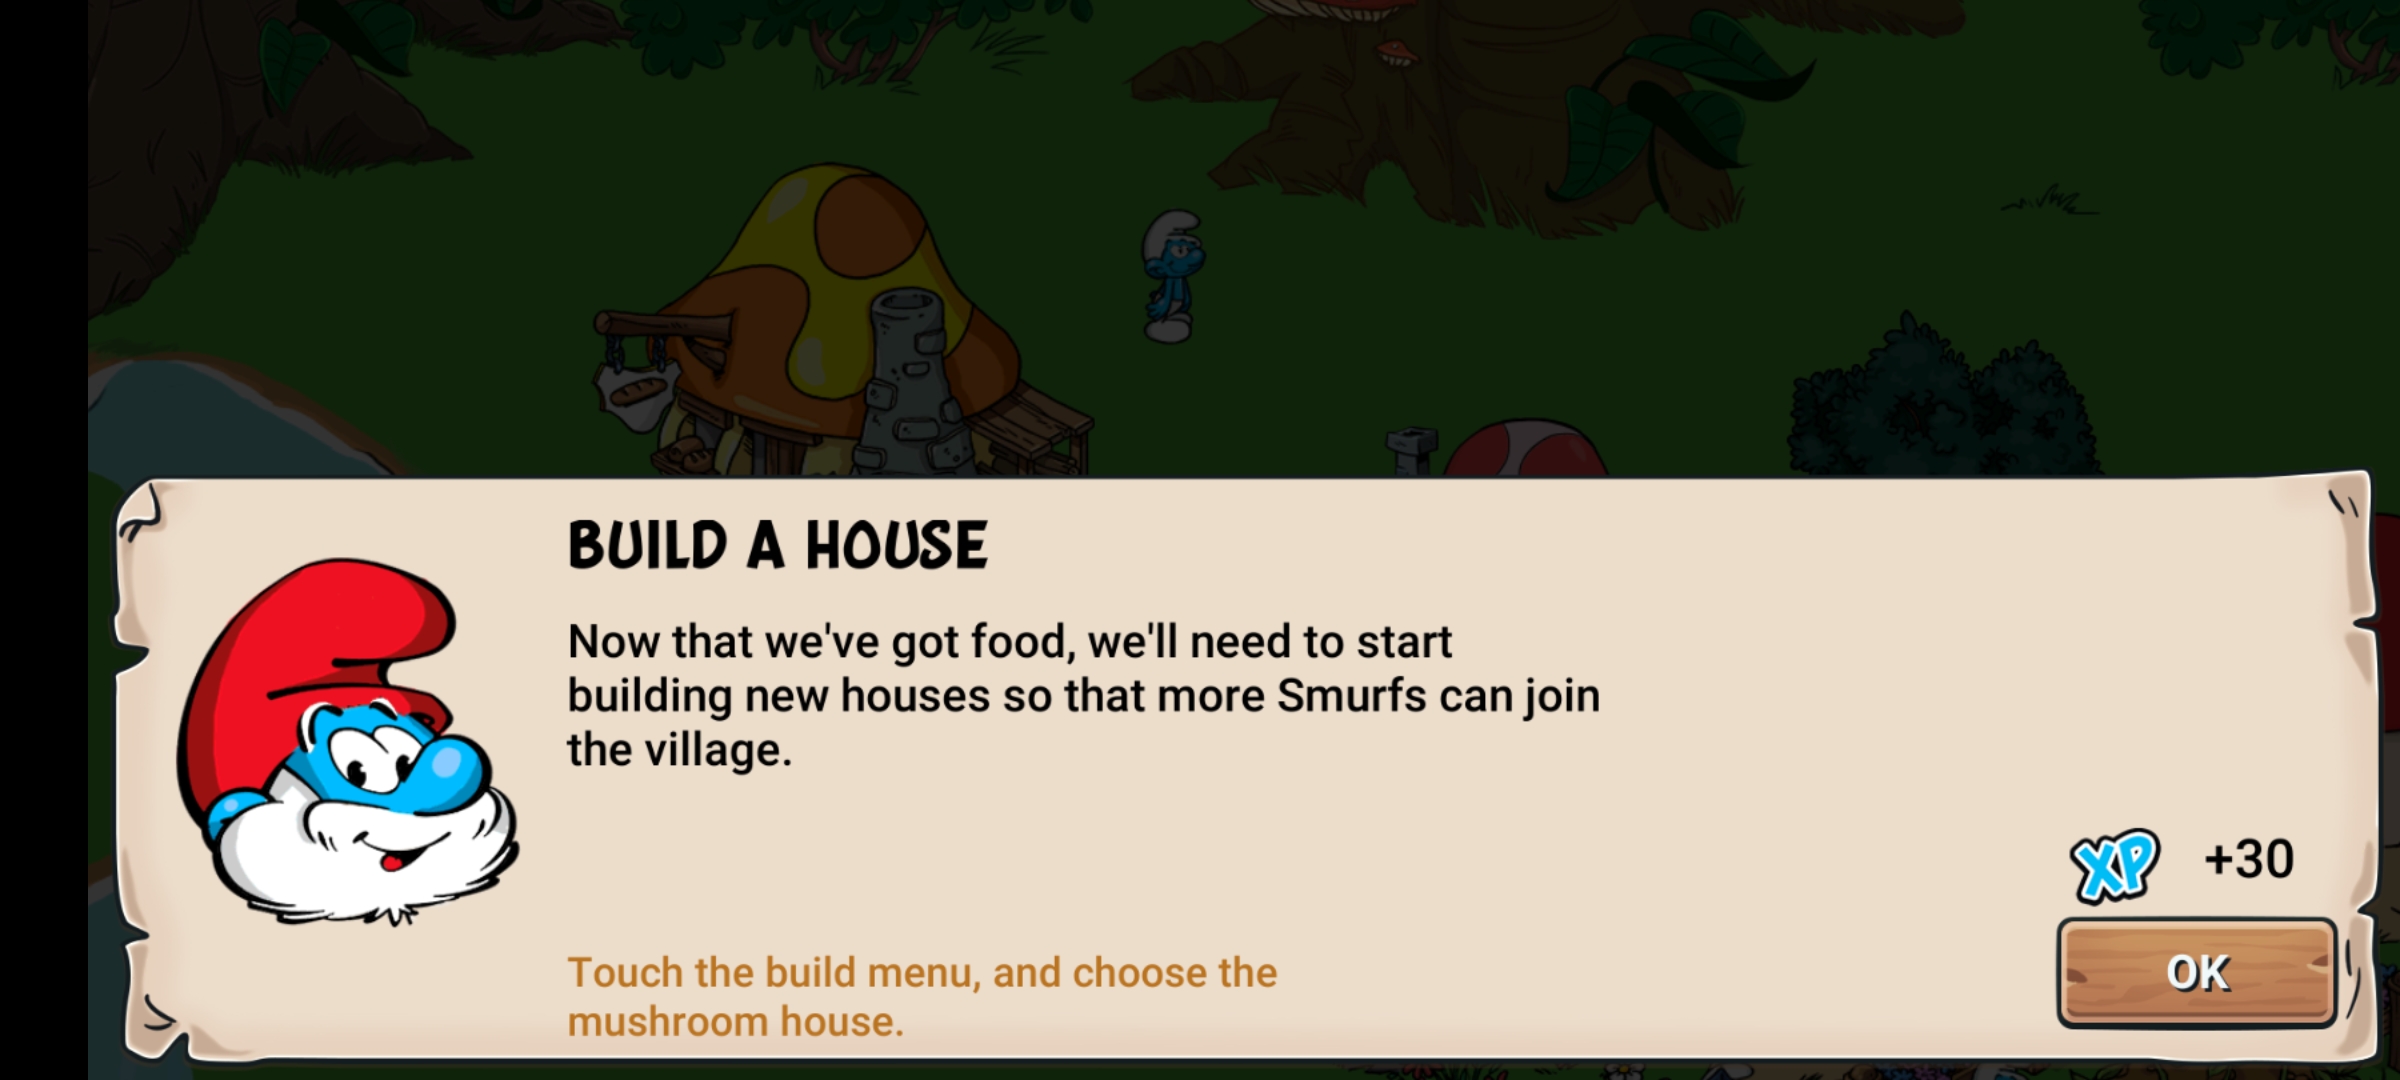 BUILD A HOUSE
Now that we've got food, we'll need to start
building new houses so that more Smurfs can join
the village.
XP +30
Touch the build menu, and choose the
mushroom house.
OK